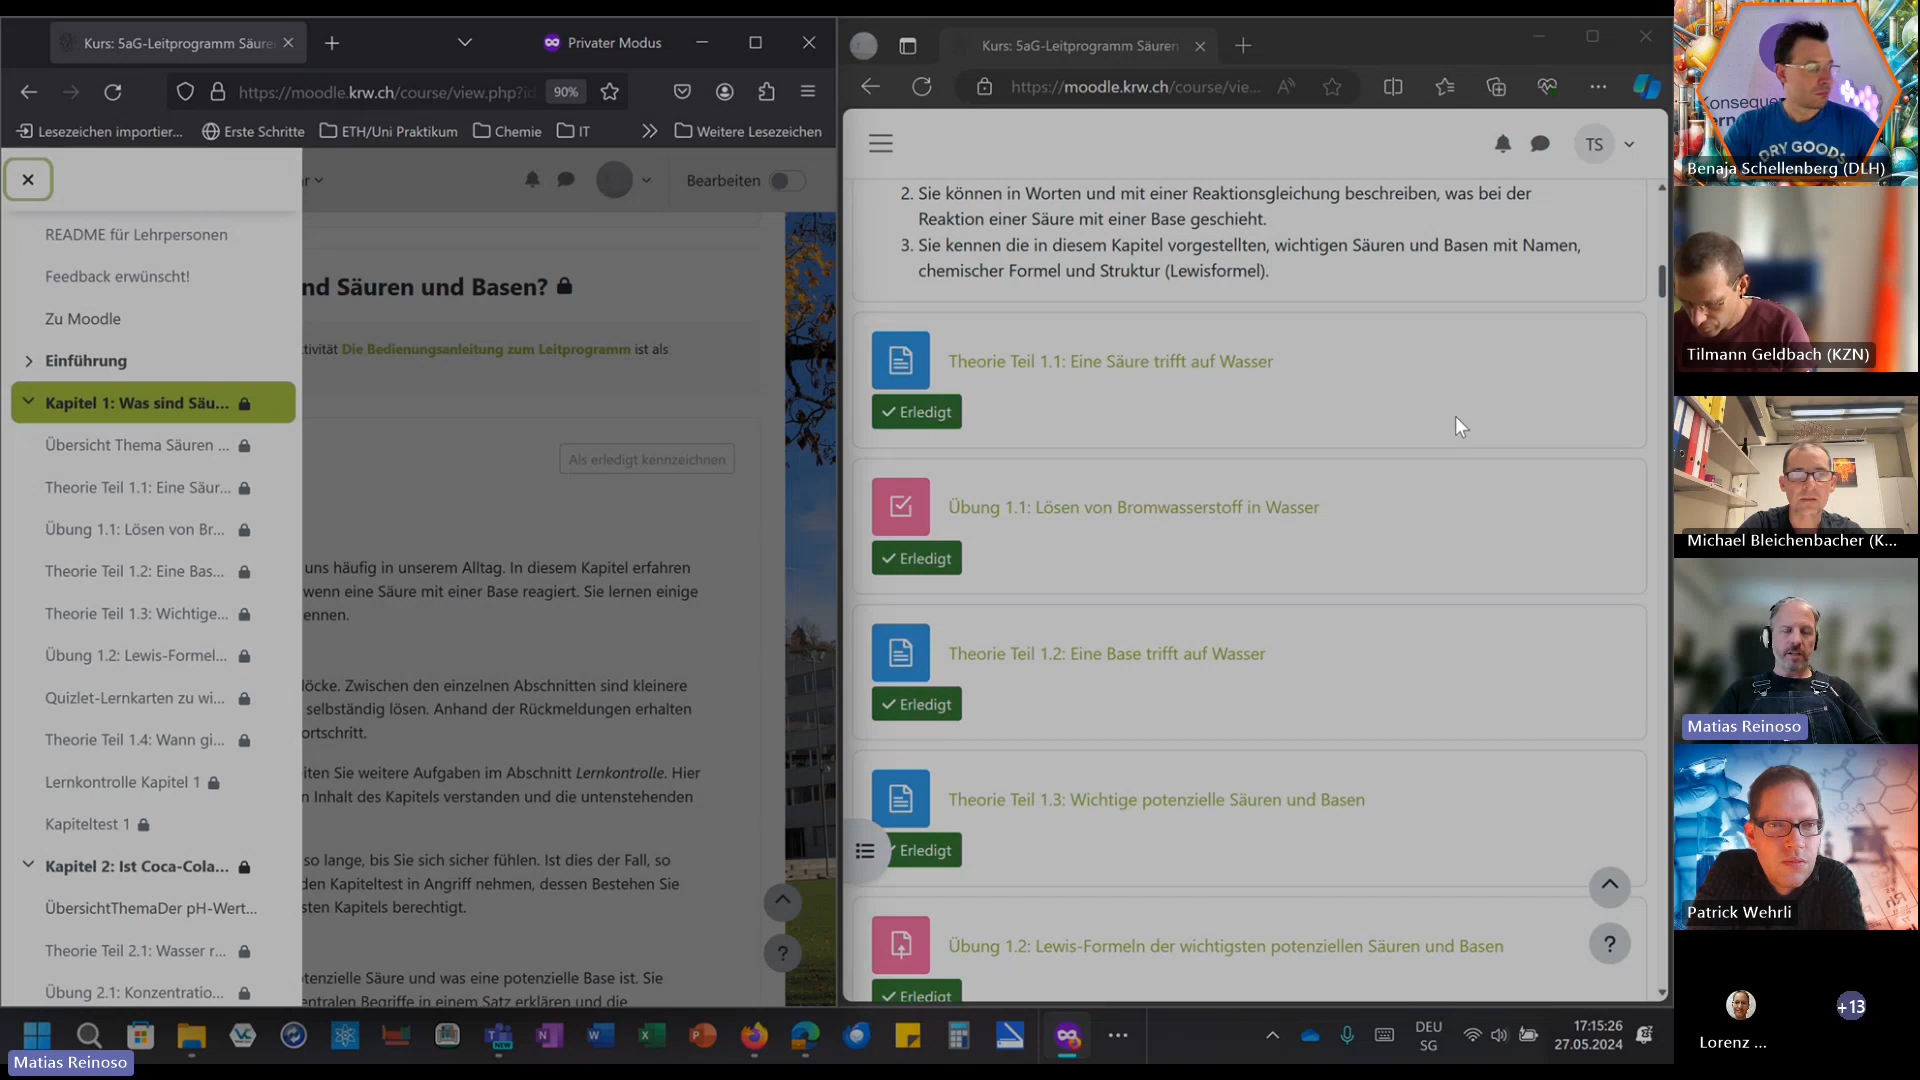 Kurs: 5aG-Leitprogramm Säure
Privater Modus
https://moodle.krw.ch/course/view.php?id
90%
Lesezeichen importier...
Erste Schritte
ETH/Uni Praktikum
Chemie
IT
Weitere Lesezeichen
Bearbeiten
README für Lehrpersonen
Feedback erwünscht!
Zu Moodle
Einführung
Kapitel 1: Was sind Säu...
Übersicht Thema Säuren ...
Theorie Teil 1.1: Eine Säur...
Übung 1.1: Lösen von Br...
Theorie Teil 1.2: Eine Bas...
Theorie Teil 1.3: Wichtige...
Übung 1.2: Lewis-Formel...
Quizlet-Lernkarten zu wi...
Theorie Teil 1.4: Wann gi...
Lernkontrolle Kapitel 1
Kapiteltest 1
Kapitel 2: Ist Coca-Cola...
ÜbersichtThemaDer pH-Wert...
Theorie Teil 2.1: Wasser r...
Übung 2.1: Konzentratio...
nd Säuren und Basen?
tivität Die Bedienungsanleitung zum Leitprogramm ist als
Als erledigt kennzeichnen
uns häufig in unserem Alltag. In diesem Kapitel erfahren
wenn eine Säure mit einer Base reagiert. Sie lernen einige
ennen.
löcke. Zwischen den einzelnen Abschnitten sind kleinere
selbständig lösen. Anhand der Rückmeldungen erhalten
ortschritt.
iten Sie weitere Aufgaben im Abschnitt Lernkontrolle. Hier
n Inhalt des Kapitels verstanden und die untenstehenden
so lange, bis Sie sich sicher fühlen. Ist dies der Fall, so
den Kapiteltest in Angriff nehmen, dessen Bestehen Sie
sten Kapitels berechtigt.
otenzielle Säure und was eine potenzielle Base ist. Sie
entralen Begriffe in einem Satz erklären und die
?
Kurs: 5aG-Leitprogramm Säuren
https://moodle.krw.ch/course/vie...
TS
2. Sie können in Worten und mit einer Reaktionsgleichung beschreiben, was bei der
Reaktion einer Säure mit einer Base geschieht.
3. Sie kennen die in diesem Kapitel vorgestellten, wichtigen Säuren und Basen mit Namen,
chemischer Formel und Struktur (Lewisformel).
Theorie Teil 1.1: Eine Säure trifft auf Wasser
Erledigt
Übung 1.1: Lösen von Bromwasserstoff in Wasser
Erledigt
Theorie Teil 1.2: Eine Base trifft auf Wasser
Erledigt
Theorie Teil 1.3: Wichtige potenzielle Säuren und Basen
Erledigt
Übung 1.2: Lewis-Formeln der wichtigsten potenziellen Säuren und Basen
Erledigt
?
DRY GOODS
Benaja Schellenberg (DLH)
Tilmann Geldbach (KZN)
Michael Bleichenbacher (K...
Matias Reinoso
Patrick Wehrli
Lorenz ...
+13
NEW
DEU
SG
17:15:26
27.05.2024
Matias Reinoso